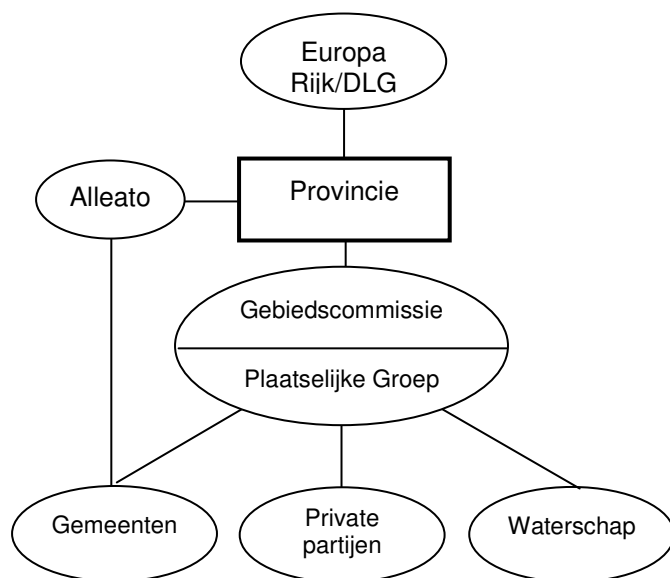 Europa
Rijk/DLG
Alleato
Provincie
Gebiedscommissie
Plaatselijke Groep
Gemeenten
Private
partijen
Waterschap